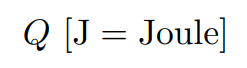 Q [J = Joule]